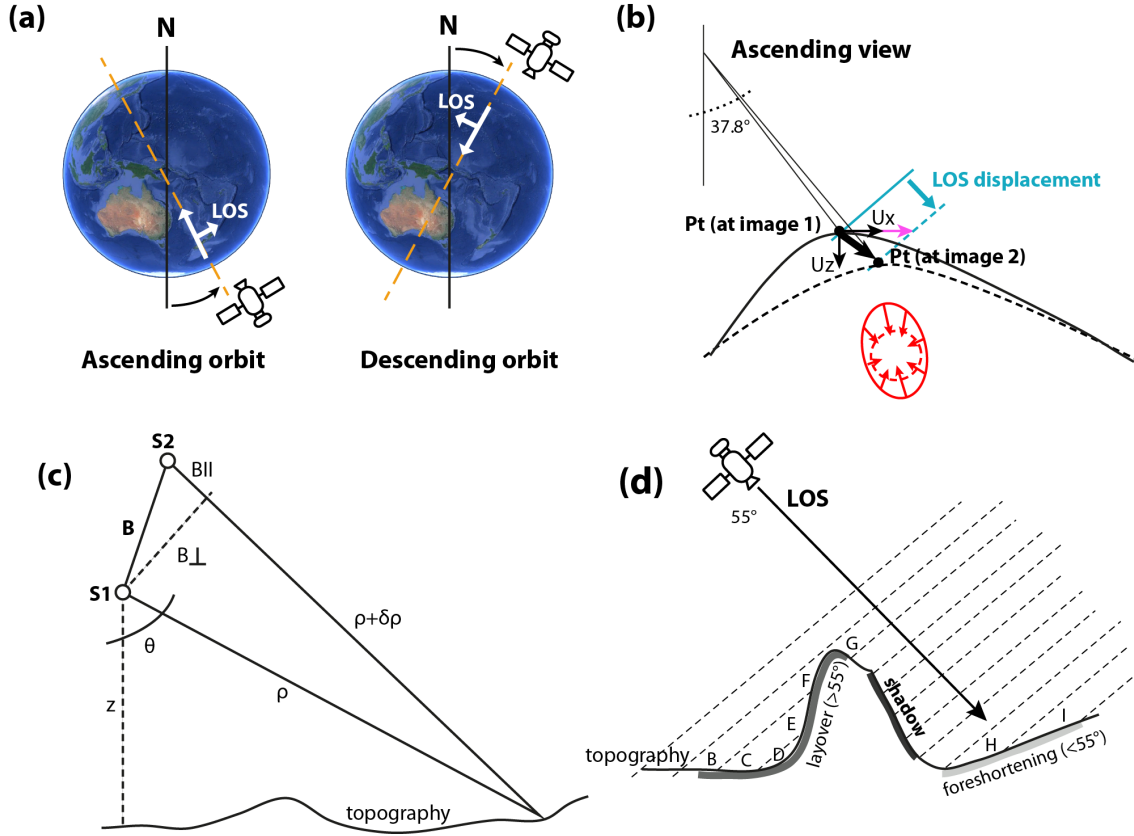 (a)
N
LOS
LOS
Ascending orbit
N
LOS
Descending orbit
(b)
Ascending view
37.8°
LOS displacement
Pt (at image 1)
Ux
Uz
Pt (at image 2)
(c)
S2
B||
B
B⊥
S1
θ
ρ+δρ
ρ
z
topography
(d)
LOS
55°
G
F
E
D
C
B
layover (>55°)
shadow
I
H
topography
foreshortening (<55°)